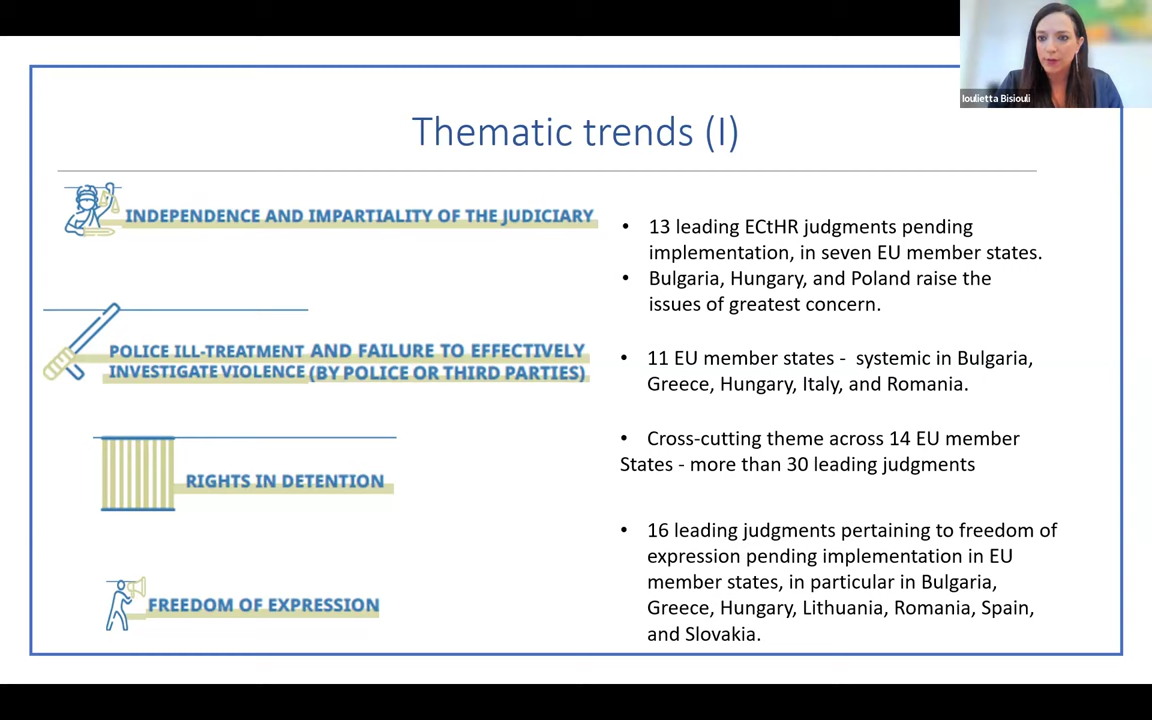 Ioulietta Bisiouli
Thematic trends (I)
INDEPENDENCE AND IMPARTIALITY OF THE JUDICIARY
• 13 leading ECtHR judgments pending
implementation, in seven EU member states.
• Bulgaria, Hungary, and Poland raise the
issues of greatest concern.
POLICE ILL-TREATMENT AND FAILURE TO EFFECTIVELY
INVESTIGATE VIOLENCE (BY POLICE OR THIRD PARTIES)
• 11 EU member states - systemic in Bulgaria,
Greece, Hungary, Italy, and Romania.
RIGHTS IN DETENTION
• Cross-cutting theme across 14 EU member
States - more than 30 leading judgments
FREEDOM OF EXPRESSION
• 16 leading judgments pertaining to freedom of
expression pending implementation in EU
member states, in particular in Bulgaria,
Greece, Hungary, Lithuania, Romania, Spain,
and Slovakia.